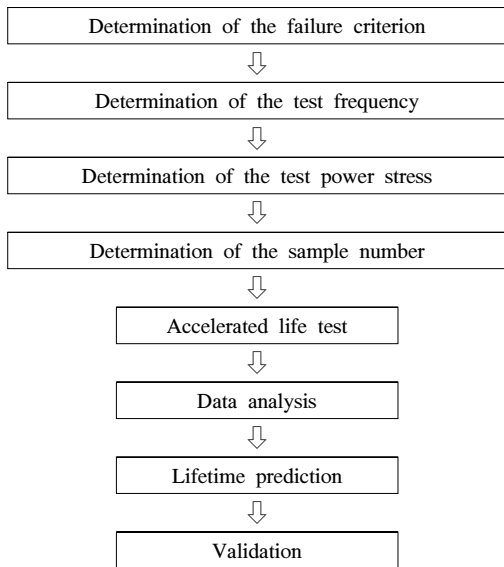 Determination of the failure criterion
Determination of the test frequency
Determination of the test power stress
Determination of the sample number
Accelerated life test
Data analysis
Lifetime prediction
Validation